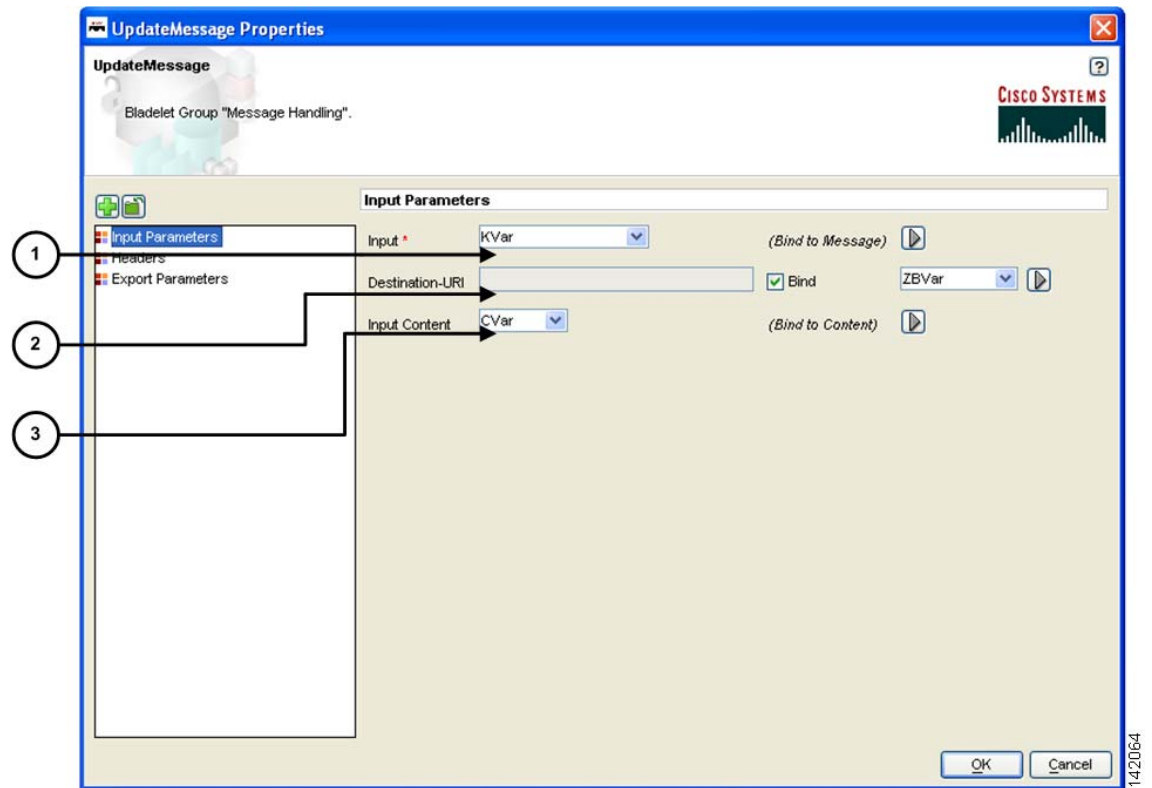 UpdateMessage Properties
UpdateMessage
?
Bladelet Group "Message Handling".
CISCO SYSTEMS
Input Parameters
Headers
Export Parameters
Input Parameters
Input * KVar (Bind to Message)
Destination-URI Bind ZBVar
Input Content CVar (Bind to Content)
1
2
3
OK Cancel
142064